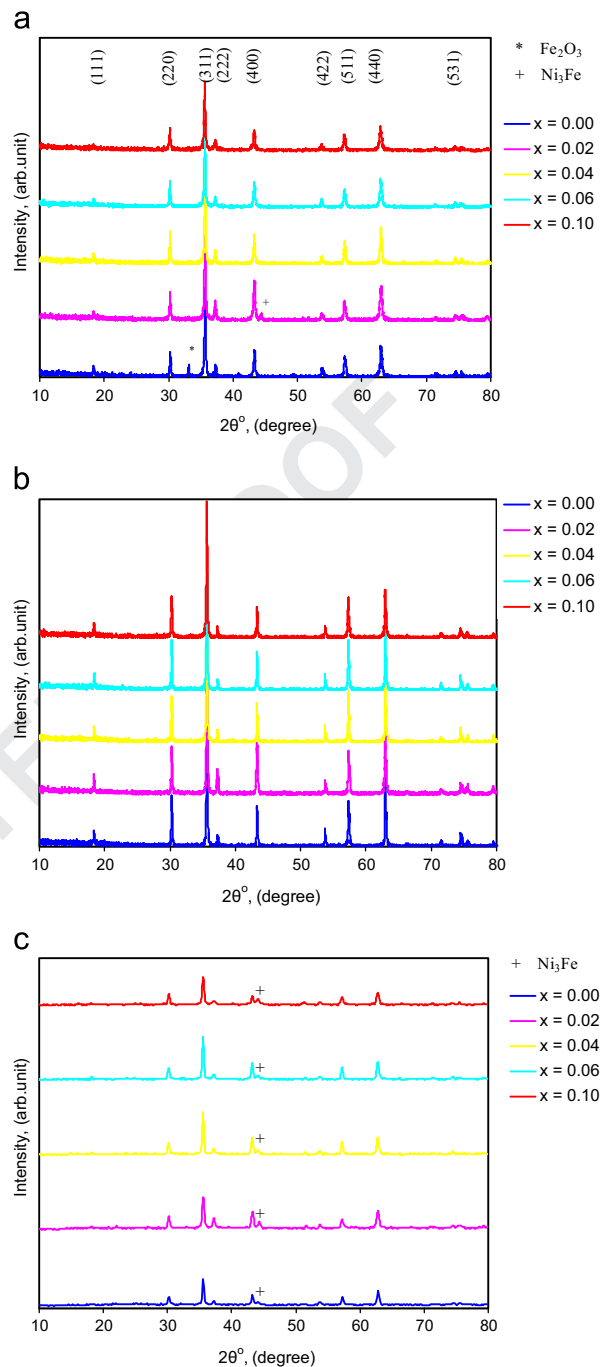 a
(111) (220) (311) (222) (400) (422) (511) (440) (531)
* Fe₂O₃
+ Ni₃Fe
x = 0.00
x = 0.02
x = 0.04
x = 0.06
x = 0.10
Intensity, (arb.unit)
+
*
10 20 30 40 50 60 70 80
2θ°, (degree)
b
x = 0.00
x = 0.02
x = 0.04
x = 0.06
x = 0.10
Intensity, (arb.unit)
10 20 30 40 50 60 70 80
2θ°, (degree)
c
+ Ni₃Fe
x = 0.00
x = 0.02
x = 0.04
x = 0.06
x = 0.10
Intensity, (arb.unit)
+
+
+
+
+
10 20 30 40 50 60 70 80
2θ°, (degree)